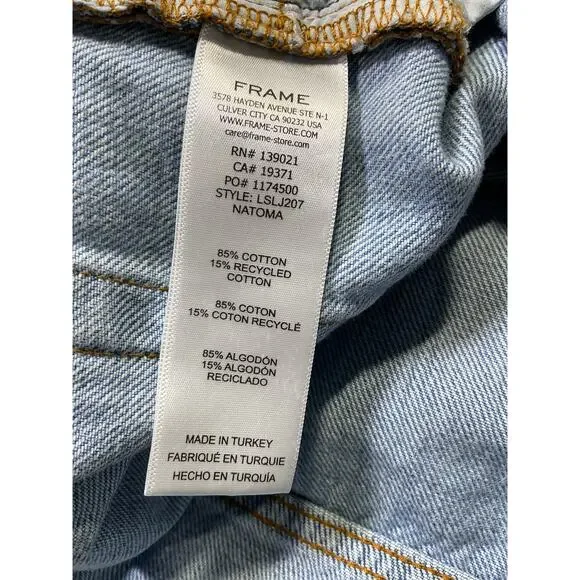 FRAME
3578 HAYDEN AVENUE STE N-1
CULVER CITY CA 90232 USA
WWW.FRAME-STORE.COM
care@frame-store.com
RN# 139021
CA# 19371
PO# 1174500
STYLE: LSLJ207
NATOMA
85% COTTON
15% RECYCLED
COTTON
85% COTON
15% COTON RECYCLÉ
85% ALGODÓN
15% ALGODÓN
RECICLADO
MADE IN TURKEY
FABRIQUÉ EN TURQUIE
HECHO EN TURQUÍA